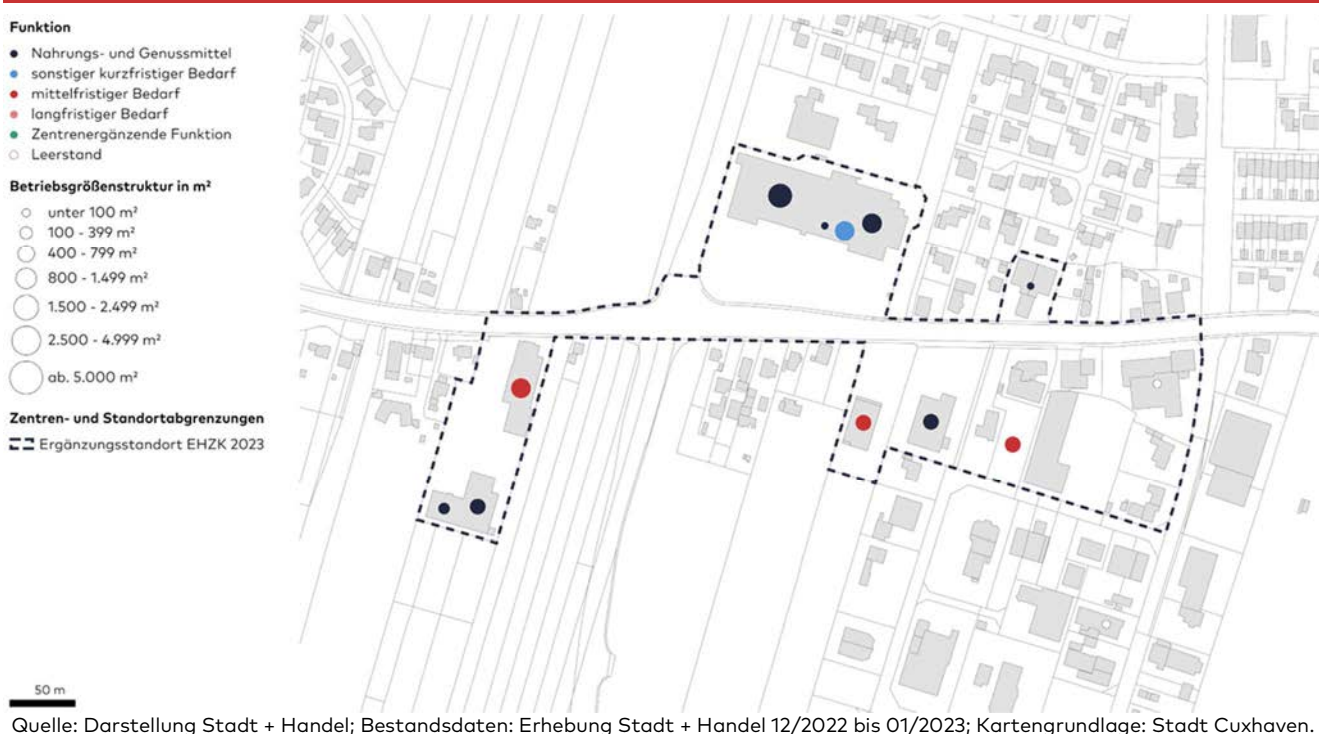 Funktion
Nahrungs- und Genussmittel
sonstiger kurzfristiger Bedarf
mittelfristiger Bedarf
langfristiger Bedarf
Zentrenergänzende Funktion
Leerstand
Betriebsgrößenstruktur in m²
unter 100 m²
100 - 399 m²
400 - 799 m²
800 - 1.499 m²
1.500 - 2.499 m²
2.500 - 4.999 m²
ab. 5.000 m²
Zentren- und Standortabgrenzungen
Ergänzungsstandort EHZK 2023
50 m
Quelle: Darstellung Stadt + Handel; Bestandsdaten: Erhebung Stadt + Handel 12/2022 bis 01/2023; Kartengrundlage: Stadt Cuxhaven.